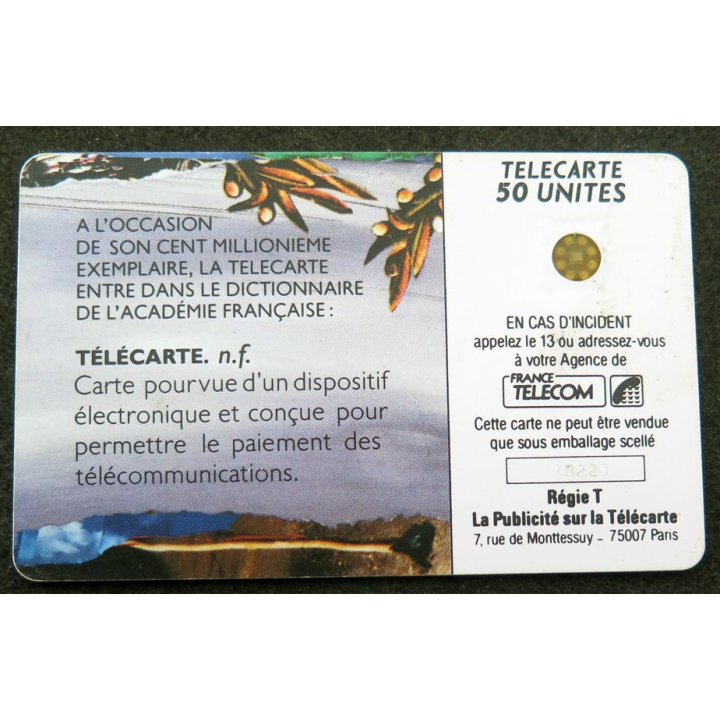 A L'OCCASION
DE SON CENT MILLIONIEME
EXEMPLAIRE, LA TELECARTE
ENTRE DANS LE DICTIONNAIRE
DE L'ACADÉMIE FRANÇAISE :
TÉLÉCARTE. n.f.
Carte pourvue d'un dispositif
électronique et conçue pour
permettre le paiement des
télécommunications.
TELECARTE
50 UNITES
EN CAS D'INCIDENT
appelez le 13 ou adressez-vous
à votre Agence de
FRANCE
TELECOM
Cette carte ne peut être vendue
que sous emballage scellé
Régie T
La Publicité sur la Télécarte
7, rue de Monttessuy - 75007 Paris